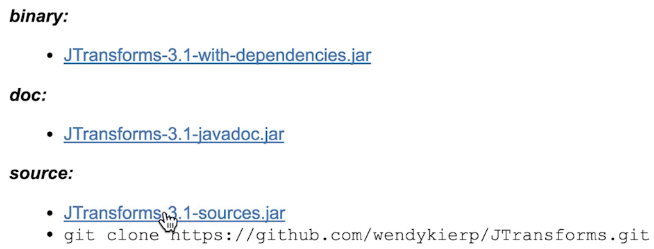 binary:
JTransforms-3.1-with-dependencies.jar
doc:
JTransforms-3.1-javadoc.jar
source:
JTransforms-3.1-sources.jar
git clone https://github.com/wendykierp/JTransforms.git